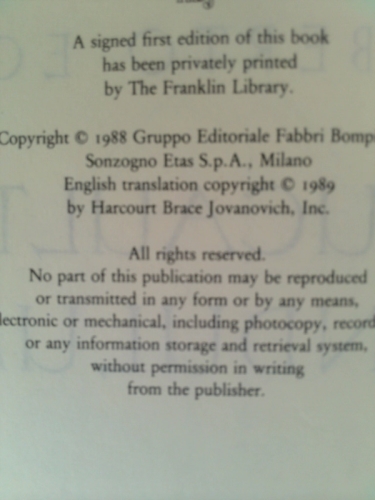 A signed first edition of this book
has been privately printed
by The Franklin Library.
Copyright © 1988 Gruppo Editoriale Fabbri Bomp
Sonzogno Etas S.p.A., Milano
English translation copyright © 1989
by Harcourt Brace Jovanovich, Inc.
All rights reserved.
No part of this publication may be reproduced
or transmitted in any form or by any means,
lectronic or mechanical, including photocopy, record
or any information storage and retrieval system,
without permission in writing
from the publisher.